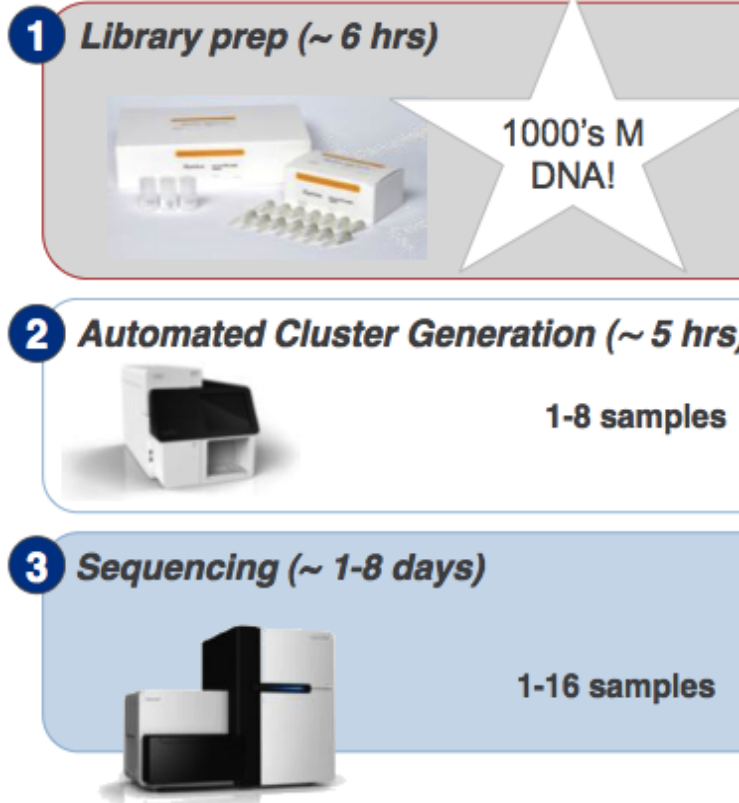 1 Library prep (~ 6 hrs)
1000's M
DNA!
2 Automated Cluster Generation (~ 5 hrs)
1-8 samples
3 Sequencing (~ 1-8 days)
1-16 samples